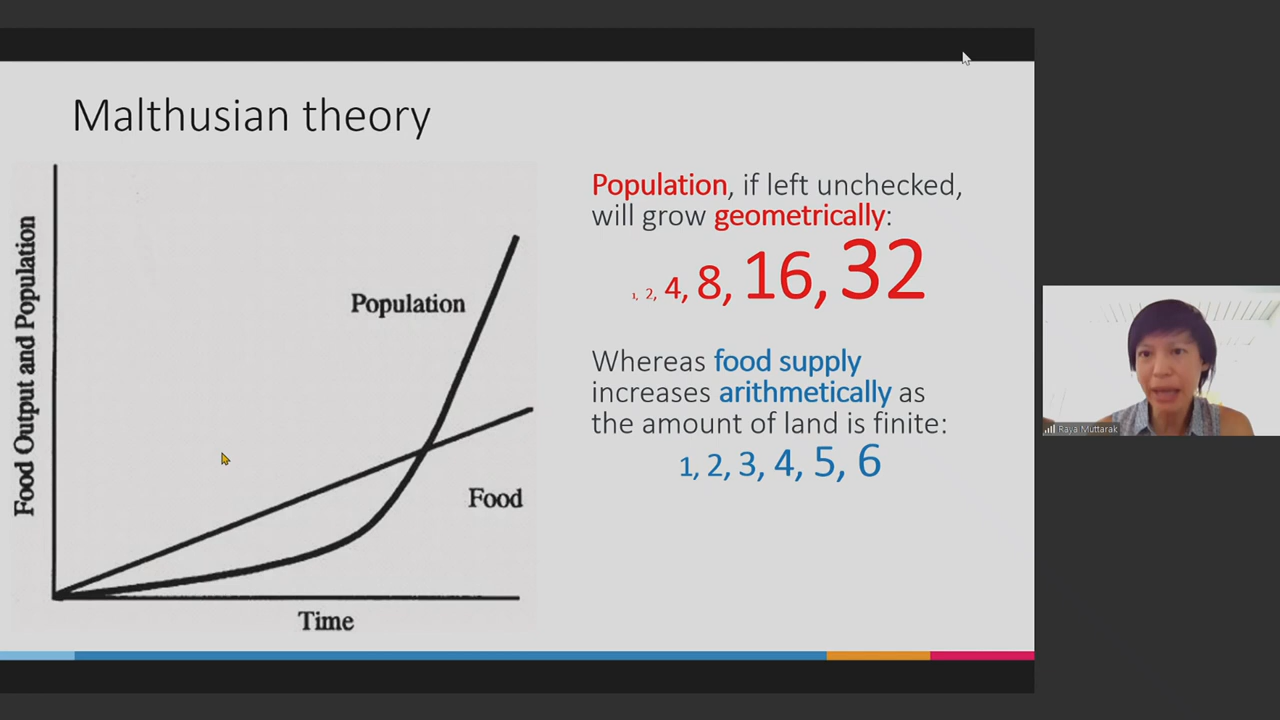 Malthusian theory
Food Output and Population
Population
Food
Time
Population, if left unchecked,
will grow geometrically:
1, 2, 4, 8, 16, 32
Whereas food supply
increases arithmetically as
the amount of land is finite:
1, 2, 3, 4, 5, 6
Raya Muttarak